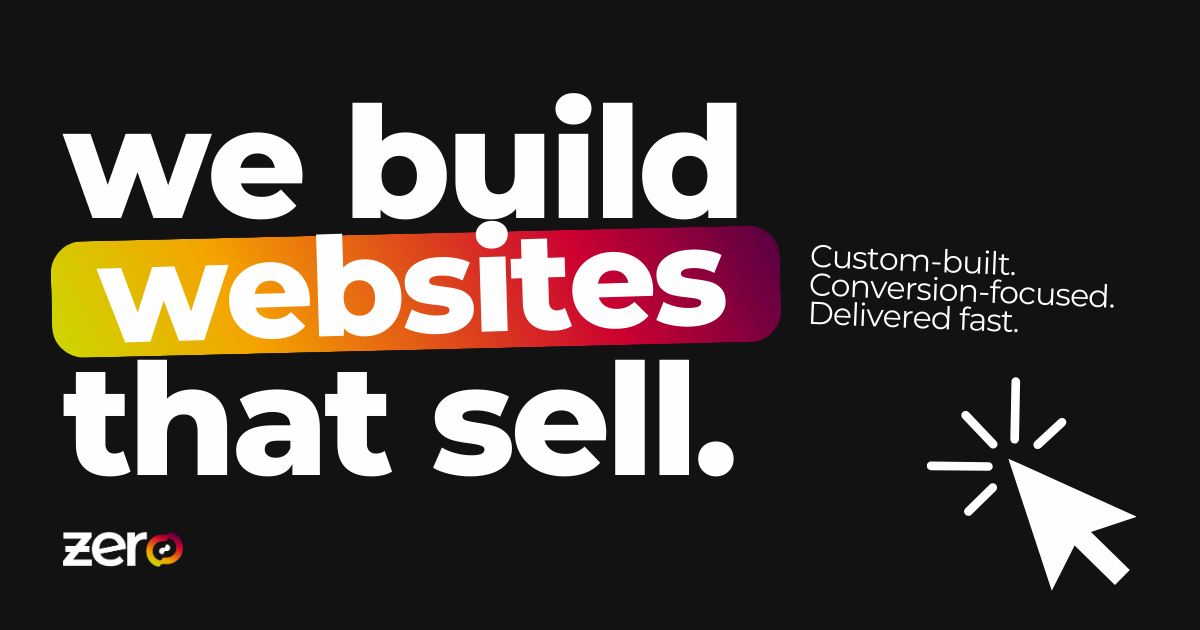 we build
websites
that sell.
Custom-built.
Conversion-focused.
Delivered fast.
zero